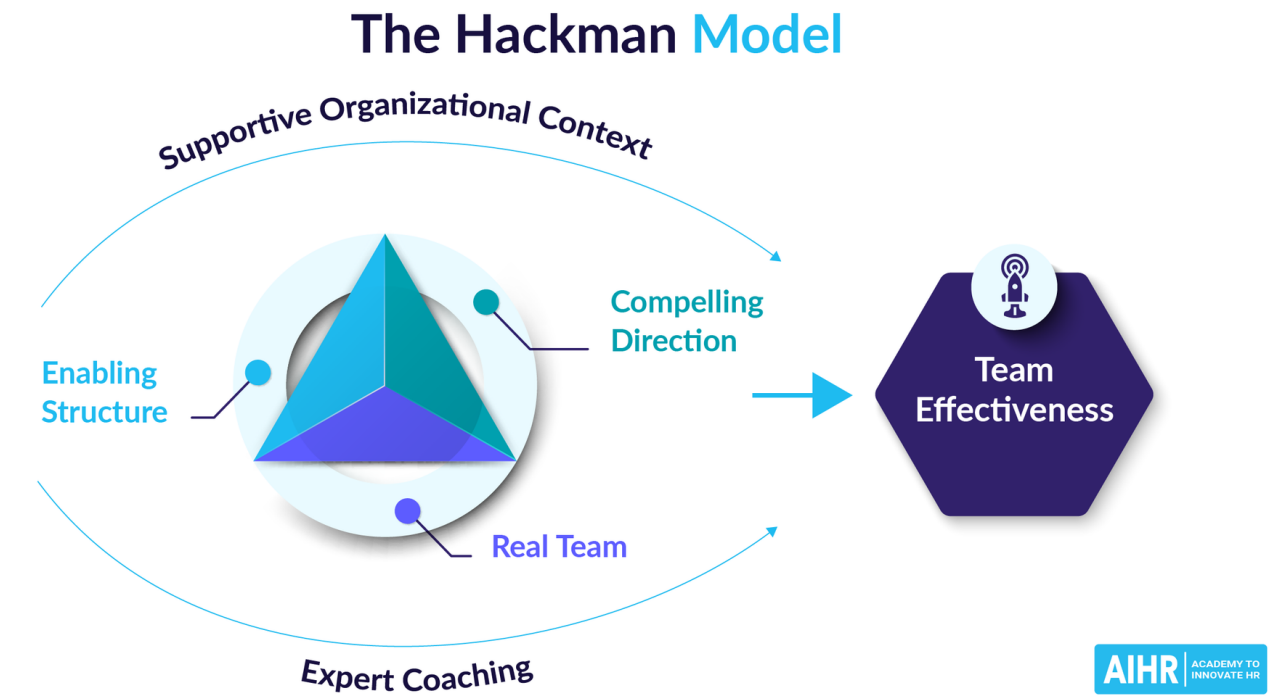 The Hackman Model
Supportive Organizational Context
Compelling
Direction
Enabling
Structure
Team
Effectiveness
Real Team
Expert Coaching
AIHR
ACADEMY TO
INNOVATE HR